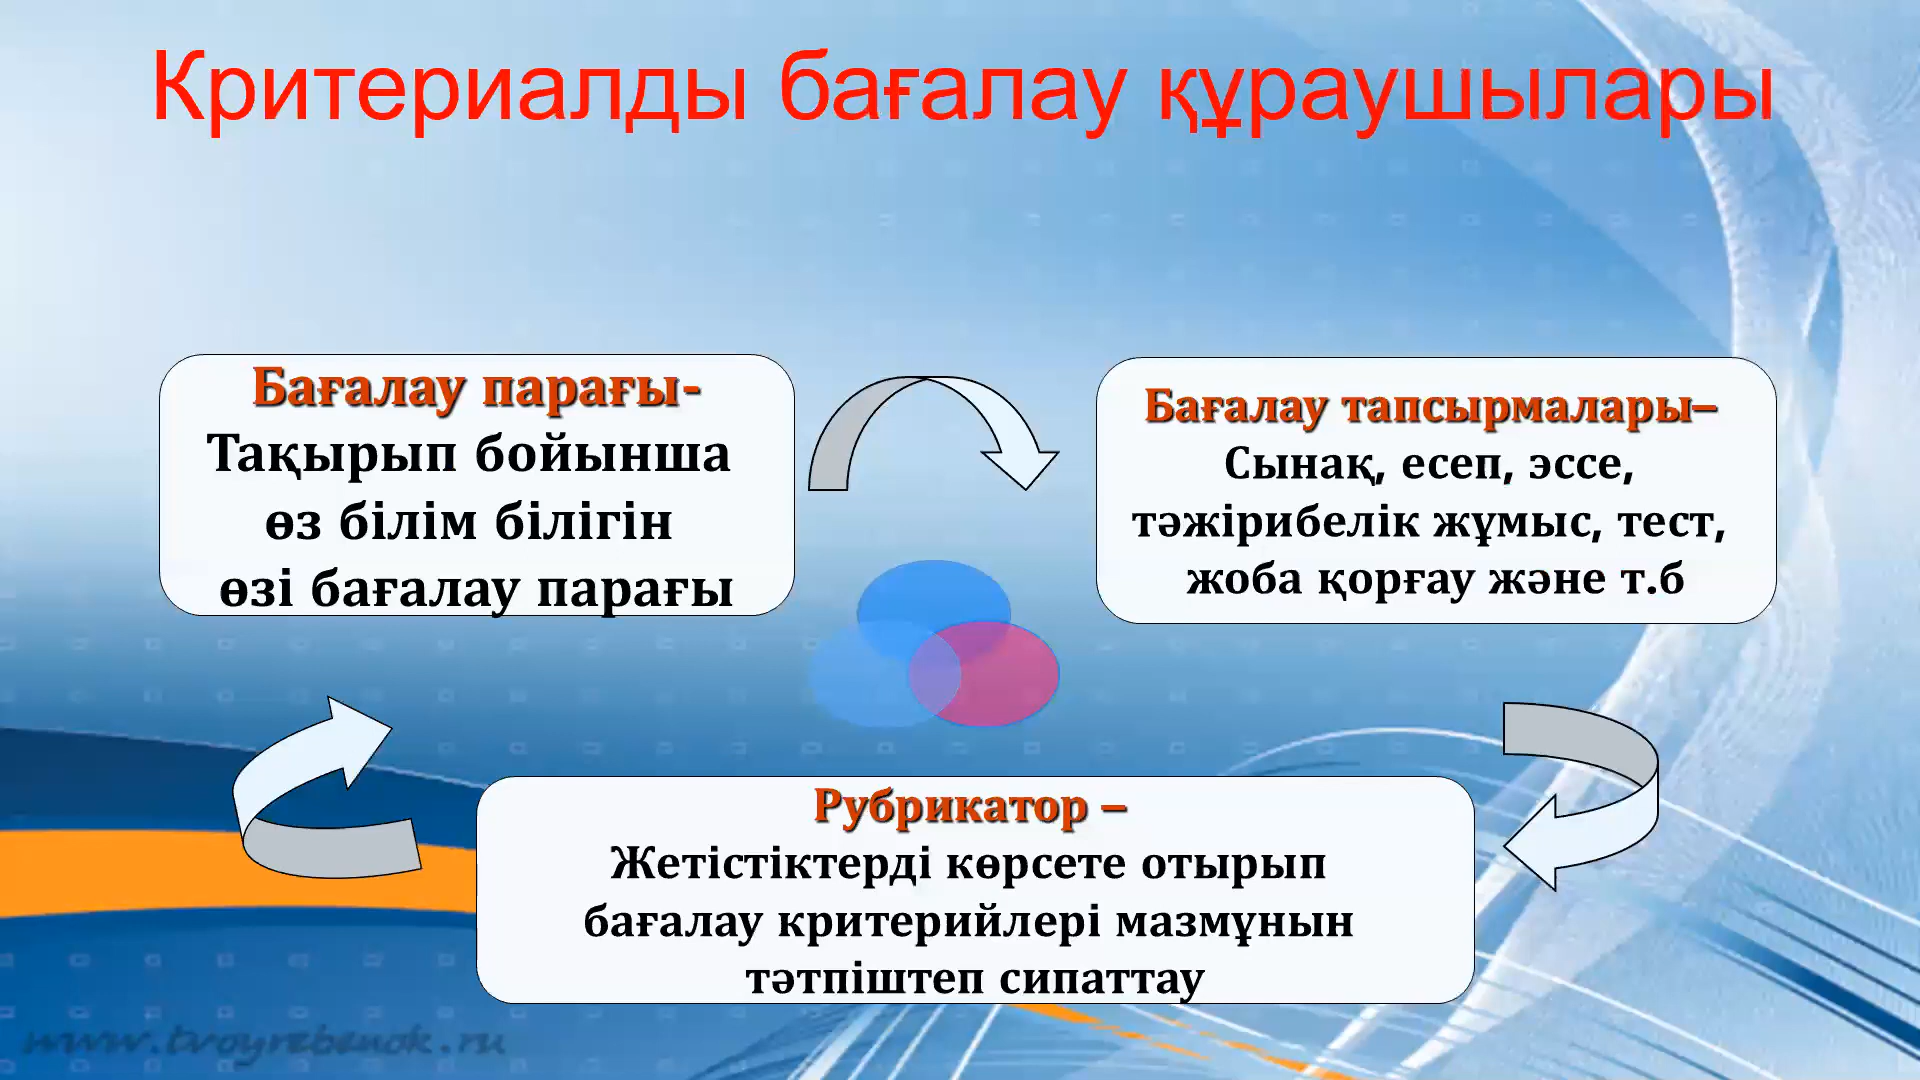 Критериалды бағалау құраушылары
Бағалау парағы-
Тақырып бойынша
өз білім білігін
өзі бағалау парағы
Бағалау тапсырмалары–
Сынақ, есеп, эссе,
тәжірибелік жұмыс, тест,
жоба қорғау және т.б
Рубрикатор –
Жетістіктерді көрсете отырып
бағалау критерийлері мазмұнын
тәтпіштеп сипаттау
www.tvoyrebenok.ru